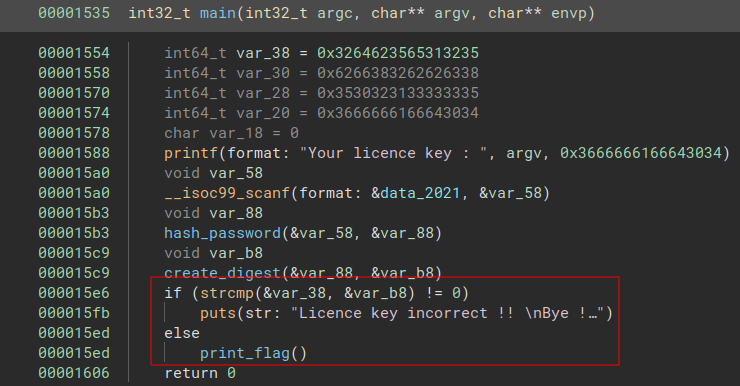 00001535 int32_t main(int32_t argc, char** argv, char** envp)
00001554 int64_t var_38 = 0x3264623565313235
00001558 int64_t var_30 = 0x6266383262626338
00001570 int64_t var_28 = 0x3530323133333335
00001574 int64_t var_20 = 0x3666666166643034
00001578 char var_18 = 0
00001588 printf(format: "Your licence key : ", argv, 0x3666666166643034)
000015a0 void var_58
000015a0 __isoc99_scanf(format: &data_2021, &var_58)
000015b3 void var_88
000015b3 hash_password(&var_58, &var_88)
000015c9 void var_b8
000015c9 create_digest(&var_88, &var_b8)
000015e6 if (strcmp(&var_38, &var_b8) != 0)
000015fb puts(str: "Licence key incorrect !! \nBye !…")
000015ed else
000015ed print_flag()
00001606 return 0